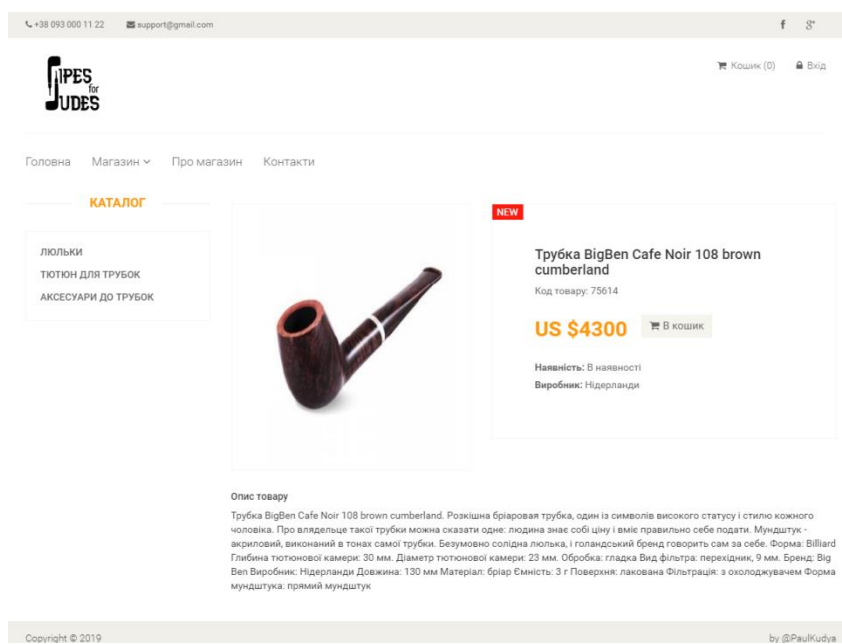 +38 093 000 11 22 support@gmail.com
PIPES
for
JUDES
Кошик (0) Вхід
Головна Магазин Про магазин Контакти
КАТАЛОГ
ЛЮЛЬКИ
ТЮТЮН ДЛЯ ТРУБОК
АКСЕСУАРИ ДО ТРУБОК
NEW
Трубка BigBen Cafe Noir 108 brown
cumberland
Код товару: 75614
US $4300 В кошик
Наявність: В наявності
Виробник: Нідерланди
Опис товару
Трубка BigBen Cafe Noir 108 brown cumberland. Розкішна бріаровая трубка, один із символів високого статусу і стилю кожного
чоловіка. Про влядельце такої трубки можна сказати одне: людина знає собі ціну і вміє правильно себе подати. Мундштук -
акриловий, виконаний в тонах самої трубки. Безумовно солідна люлька, і голандський бренд говорить сам за себе. Форма: Billiard
Глибина тютюнової камери: 30 мм. Діаметр тютюнової камери: 23 мм. Обробка: гладка Вид фільтра: перехідник, 9 мм. Бренд: Big
Ben Виробник: Нідерланди Довжина: 130 мм Матеріал: бріар Ємність: 3 г Поверхня: лакована Фільтрація: з охолоджувачем Форма
мундштука: прямий мундштук
Copyright © 2019 by @PaulKudya